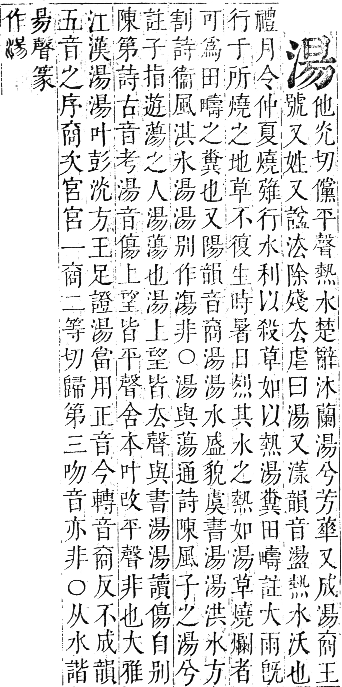 湯
他炎切儻平聲熱水楚辭沐蘭湯兮芳華又成湯商王
號又姓又諡法除殘去虐曰湯又漾韻音盪熱水沃也
禮月令仲夏燒薙行水利以殺草如以熱湯糞田疇註大雨旣
行于所燒之地草不復生時暑日烈其水之熱如湯草燒爛者
可爲田疇之糞也又陽韻音商湯湯水盛貌虞書湯湯洪水方
割詩衞風淇水湯湯别作漡非○湯與蕩通詩陳風子之湯兮
註子指遊蕩之人湯蕩也湯上望皆去聲與書湯湯讀傷自别
陳第詩古音考湯音傷上望皆平聲舍本叶改平聲非也大雅
江漢湯湯叶彭沇方王足證湯當用正音今轉音商反不成韻
五音之序商次宮宮一商二等切歸第三吻音亦非○从水諧
昜聲篆
作湯